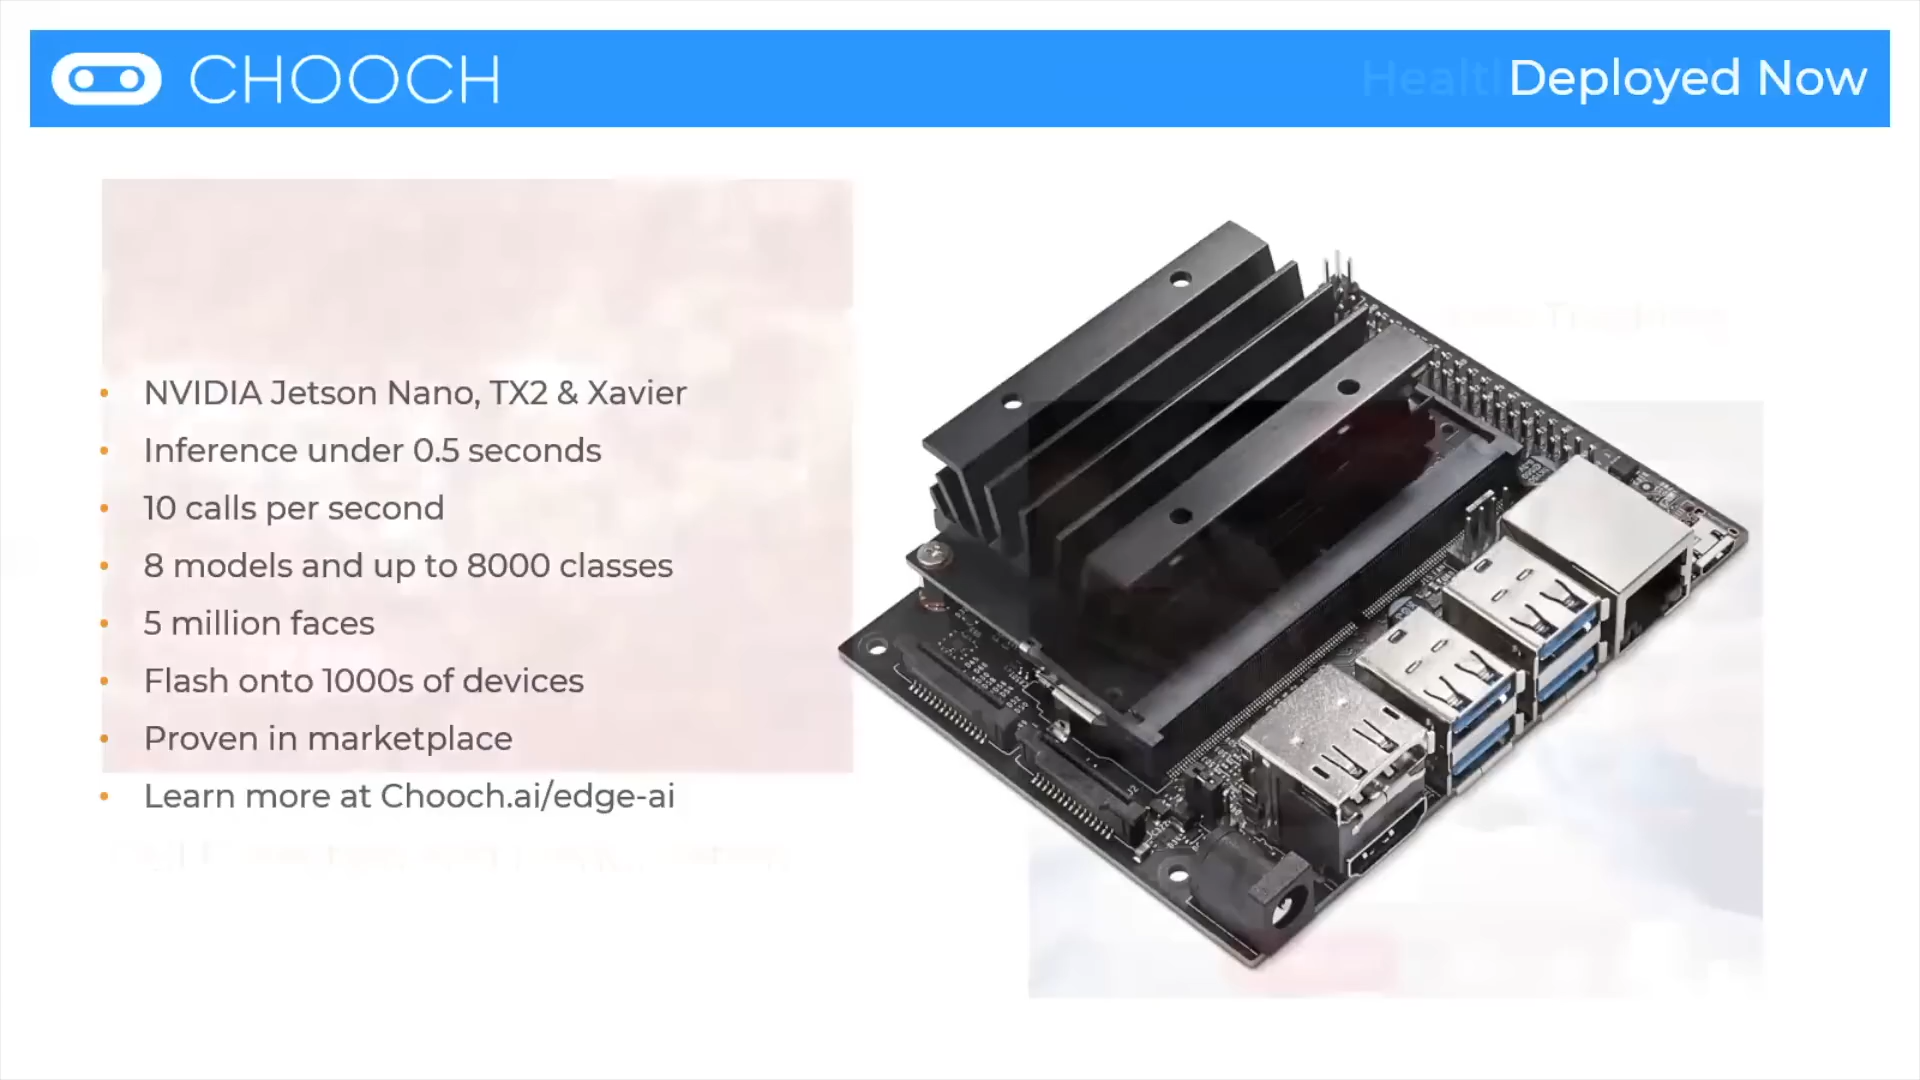 CHOOCH
Deployed Now
• NVIDIA Jetson Nano, TX2 & Xavier
• Inference under 0.5 seconds
• 10 calls per second
• 8 models and up to 8000 classes
• 5 million faces
• Flash onto 1000s of devices
• Proven in marketplace
• Learn more at Chooch.ai/edge-ai